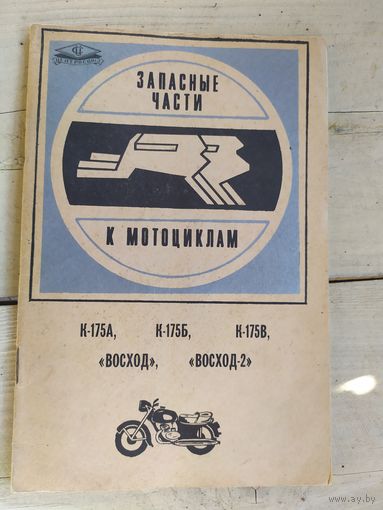 ЗАПАСНЫЕ
ЧАСТИ
К МОТОЦИКЛАМ
К-175А, К-175Б, К-175В,
«ВОСХОД», «ВОСХОД-2»
www.ay.by